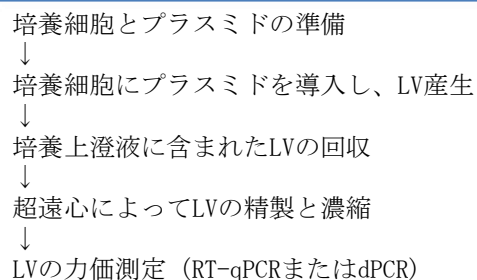 培養細胞とプラスミドの準備
↓
培養細胞にプラスミドを導入し、LV産生
↓
培養上澄液に含まれたLVの回収
↓
超遠心によってLVの精製と濃縮
↓
LVの力価測定（RT-qPCRまたはdPCR）